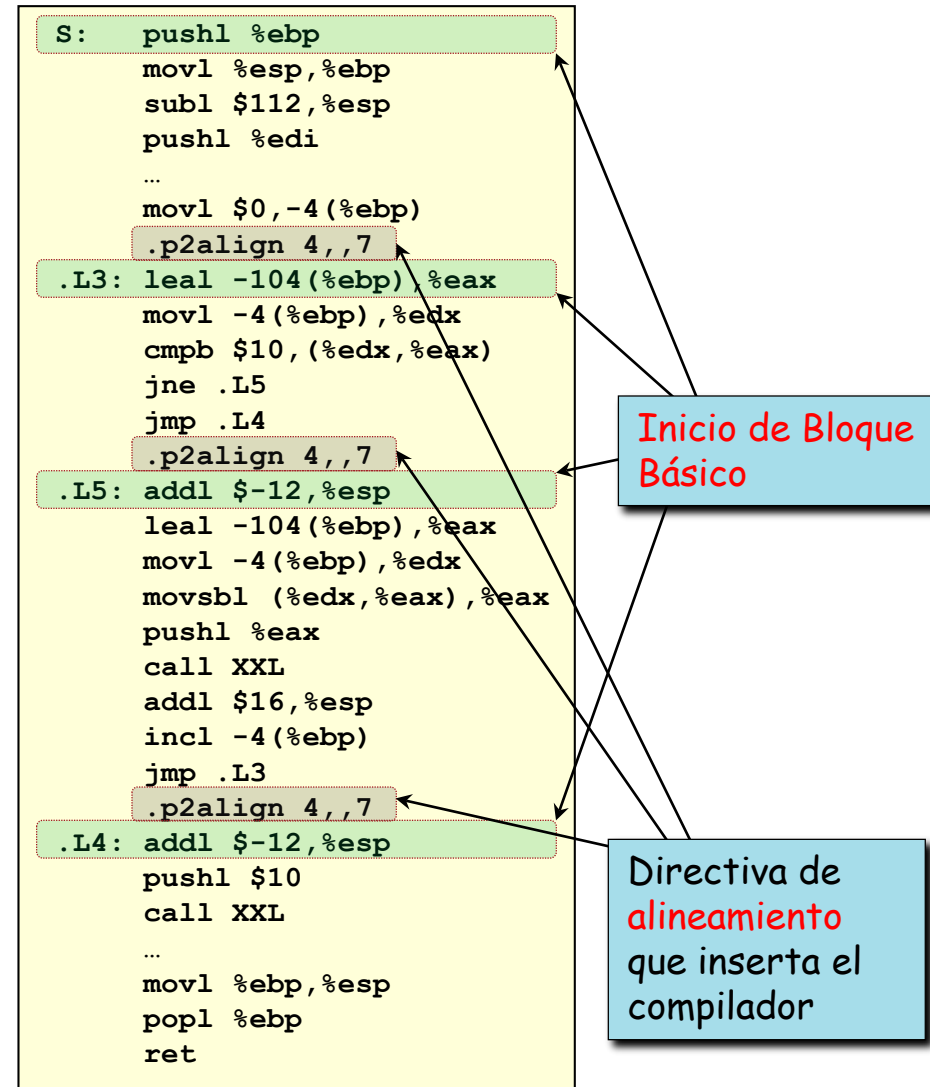 S: pushl %ebp
movl %esp,%ebp
subl $112,%esp
pushl %edi
…
movl $0,-4(%ebp)
.p2align 4,,7
.L3: leal -104(%ebp),%eax
movl -4(%ebp),%edx
cmpb $10,(%edx,%eax)
jne .L5
jmp .L4
.p2align 4,,7
.L5: addl $-12,%esp
leal -104(%ebp),%eax
movl -4(%ebp),%edx
movsbl (%edx,%eax),%eax
pushl %eax
call XXL
addl $16,%esp
incl -4(%ebp)
jmp .L3
.p2align 4,,7
.L4: addl $-12,%esp
pushl $10
call XXL
…
movl %ebp,%esp
popl %ebp
ret
Inicio de Bloque
Básico
Directiva de
alineamiento
que inserta el
compilador